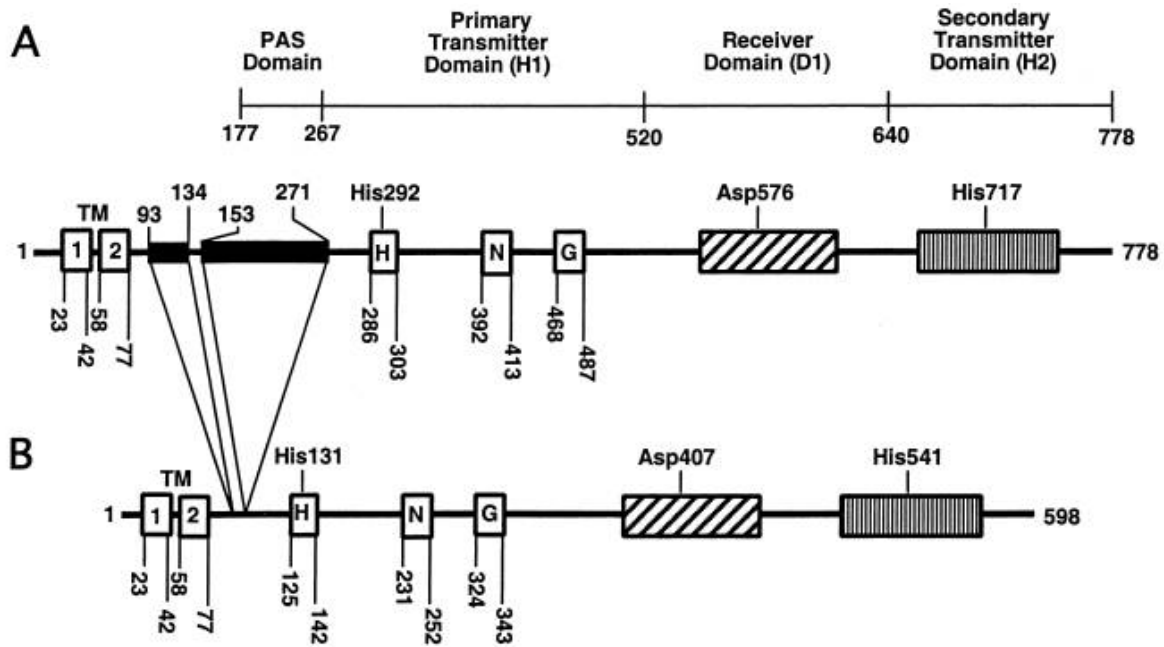 A
PAS
Domain
Primary
Transmitter
Domain (H1)
Receiver
Domain (D1)
Secondary
Transmitter
Domain (H2)
177
267
520
640
778
TM
93
134
153
271
His292
Asp576
His717
1
1
2
H
N
G
778
23
42
58
77
286
303
392
413
468
487
B
TM
His131
Asp407
His541
1
1
2
H
N
G
598
23
42
58
77
125
142
231
252
324
343